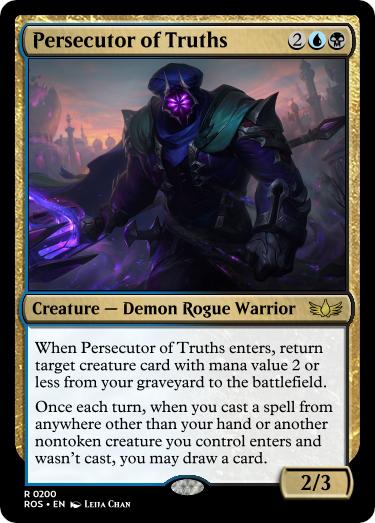 Persecutor of Truths 2
Creature — Demon Rogue Warrior
When Persecutor of Truths enters, return
target creature card with mana value 2 or
less from your graveyard to the battlefield.
Once each turn, when you cast a spell from
anywhere other than your hand or another
nontoken creature you control enters and
wasn't cast, you may draw a card.
2/3
R 0200
ROS • EN Leija Chan